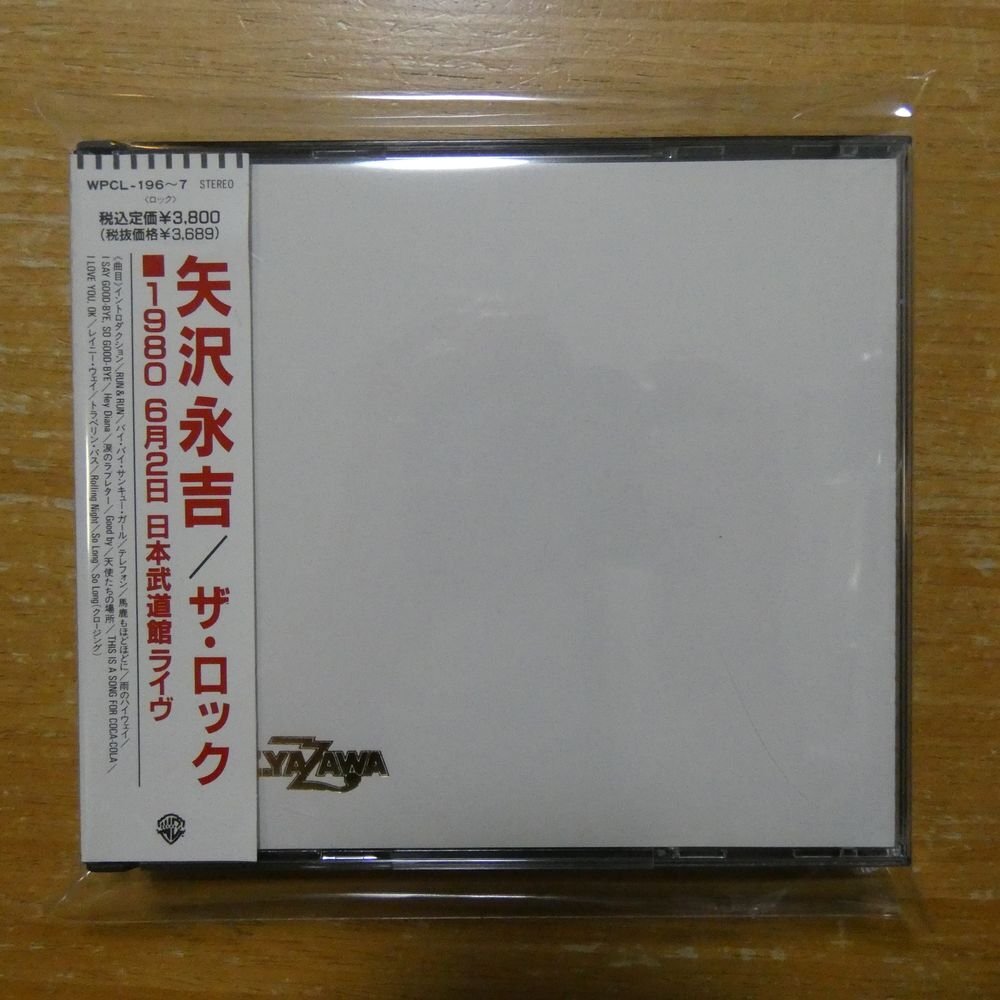 WPCL-196〜7 STEREO
〈ロック〉
税込定価¥3,800
(税抜価格¥3,689)
矢沢永吉/ザ・ロック
■1980 6月2日 日本武道館ライヴ
《曲目》イントロダクション/RUN & RUN/バイ・バイ・サンキュー・ガール/テレフォン/馬鹿もほどほどに/雨のハイウェイ/
I SAY GOOD-BYE, SO GOOD-BYE/Hey Diana/涙のラブレター/Good by/天使たちの場所/THIS IS A SONG FOR COCA-COLA/
I LOVE YOU, OK/レイニー・ウェイ/トラベリン・バス/Rolling Night/So Long/So Long(クロージング)
E.YAZAWA